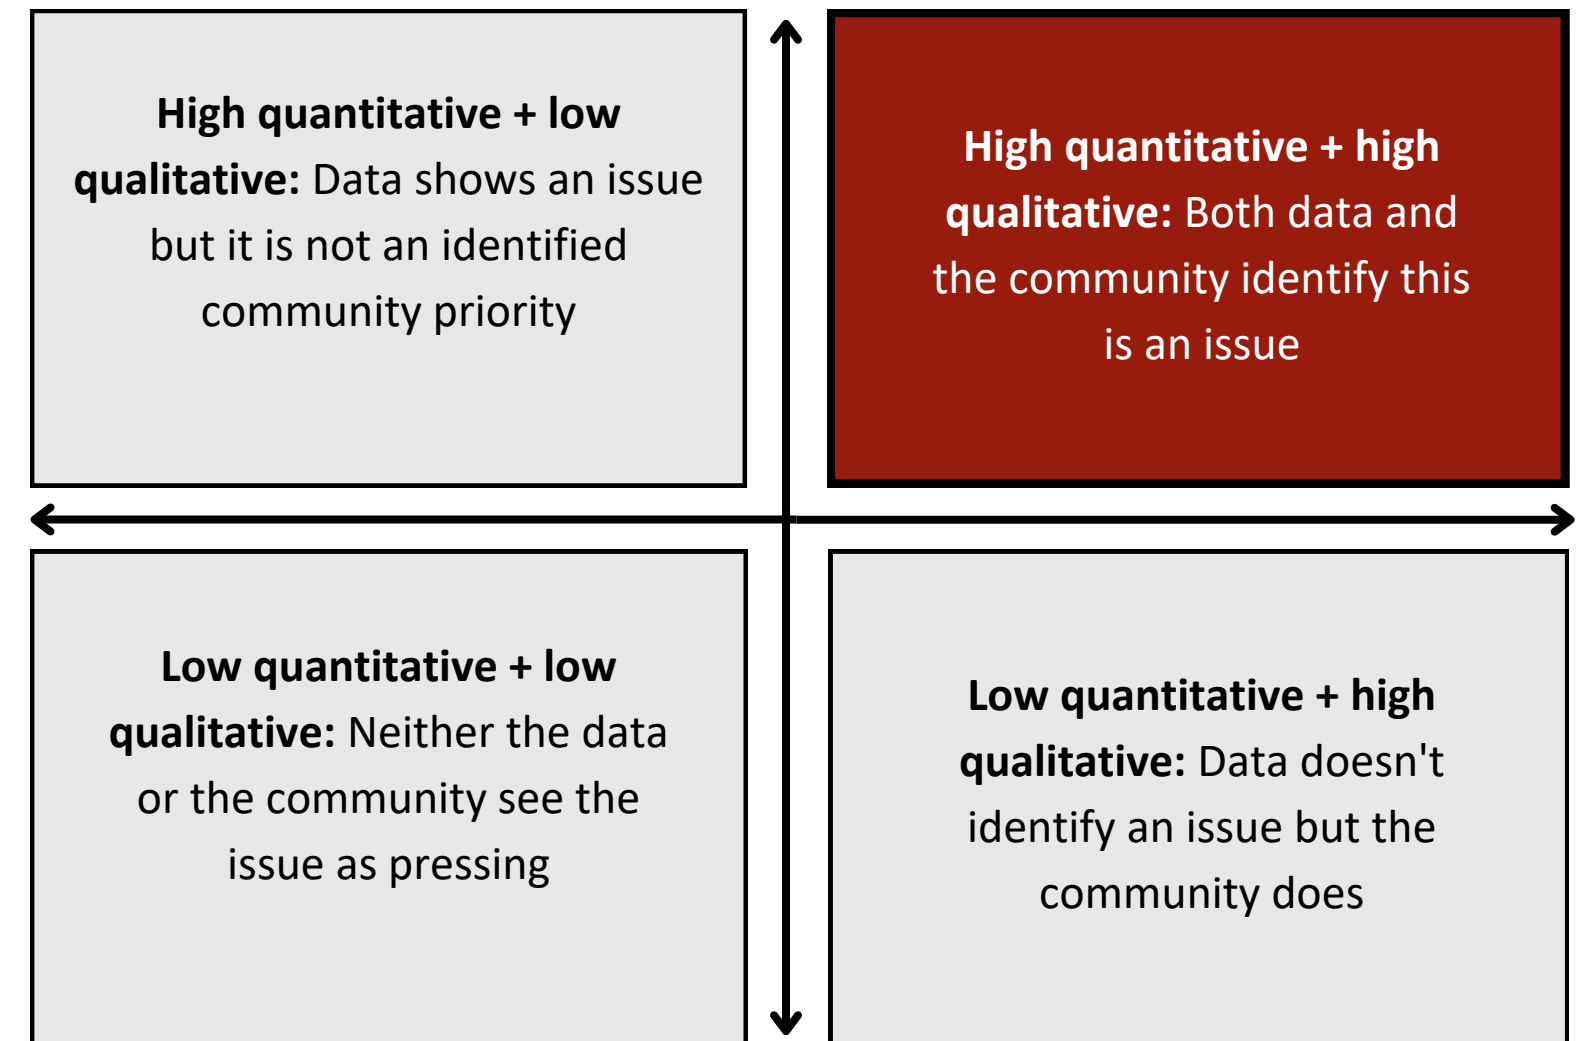 High quantitative + low
qualitative: Data shows an issue
but it is not an identified
community priority
High quantitative + high
qualitative: Both data and
the community identify this
is an issue
Low quantitative + low
qualitative: Neither the data
or the community see the
issue as pressing
Low quantitative + high
qualitative: Data doesn't
identify an issue but the
community does